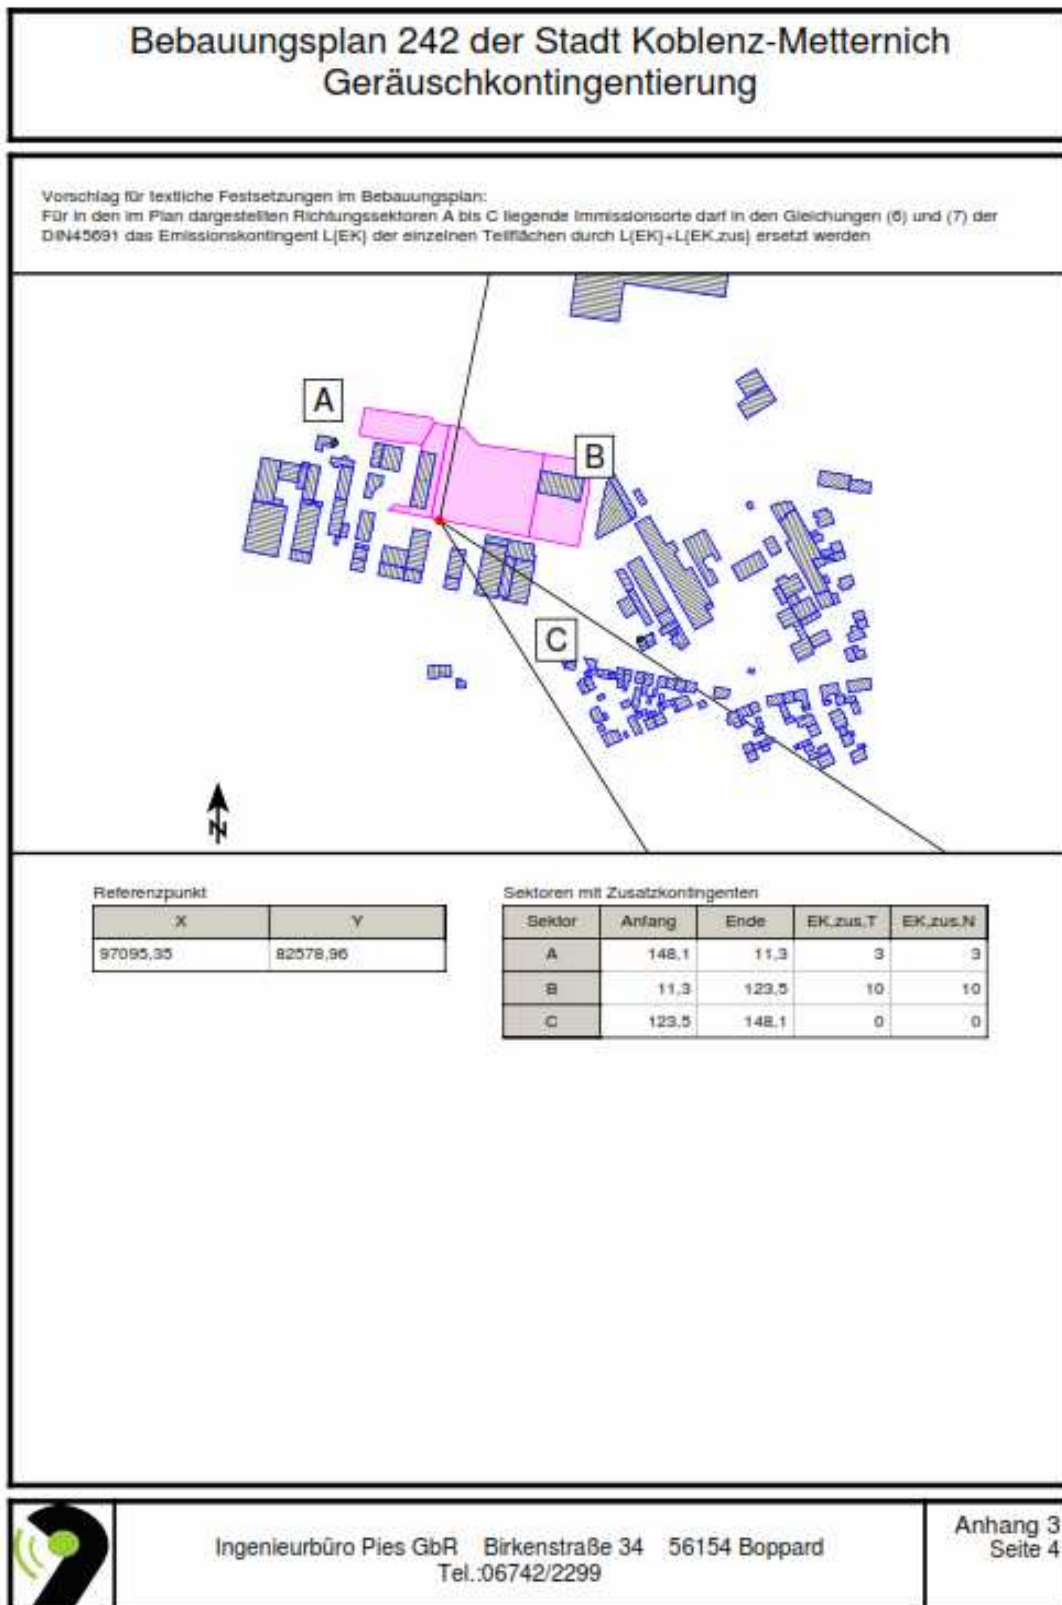 Bebauungsplan 242 der Stadt Koblenz-Metternich
Geräuschkontingentierung
Vorschlag für textliche Festsetzungen im Bebauungsplan:
Für in den im Plan dargestellten Richtungssektoren A bis C liegende Immissionsorte darf in den Gleichungen (6) und (7) der
DIN45691 das Emissionskontingent L{EK} der einzelnen Teilflächen durch L{EK}+L{EK,zus} ersetzt werden
A
B
C
N
Referenzpunkt
X Y
97095,35 82578,96
Sektoren mit Zusatzkontingenten
Sektor Anfang Ende EK,zus,T EK,zus,N
A 148,1 11,3 3 3
B 11,3 123,5 10 10
C 123,5 148,1 0 0
Ingenieurbüro Pies GbR Birkenstraße 34 56154 Boppard
Tel.:06742/2299
Anhang 3
Seite 4